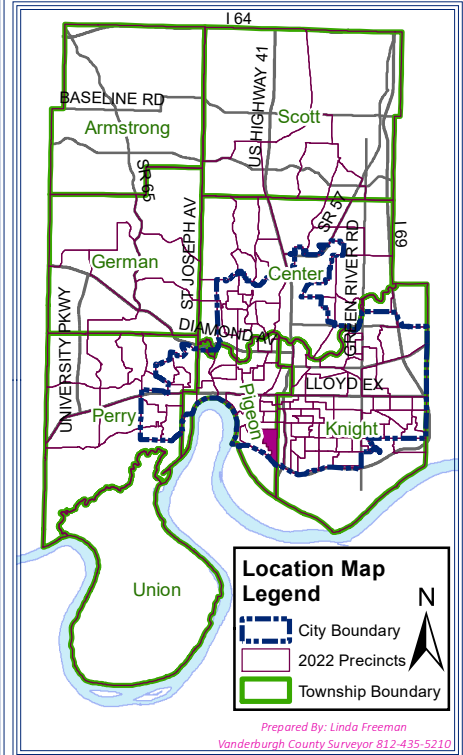 I 64
BASELINE RD
Armstrong
US HIGHWAY 41
Scott
SR 65
ST JOSEPH AV
SR 57
I 69
German
Center
GREEN RIVER RD
UNIVERSITY PKWY
DIAMOND AV
LLOYD EX
Perry
Pigeon
Knight
Union
Location Map
Legend
N
City Boundary
2022 Precincts
Township Boundary
Prepared By: Linda Freeman
Vanderburgh County Surveyor 812-435-5210